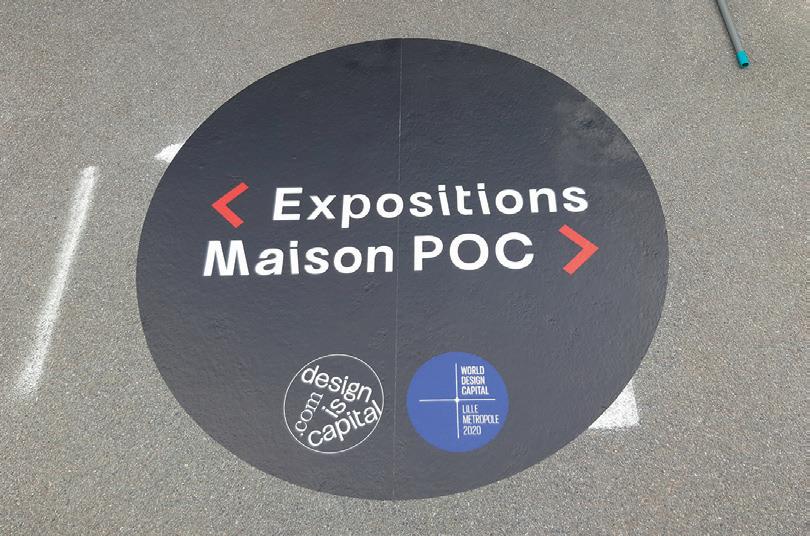 < Expositions
Maison POC >
design
is
capital
.com
WORLD
DESIGN
CAPITAL
LILLE
METROPOLE
2020